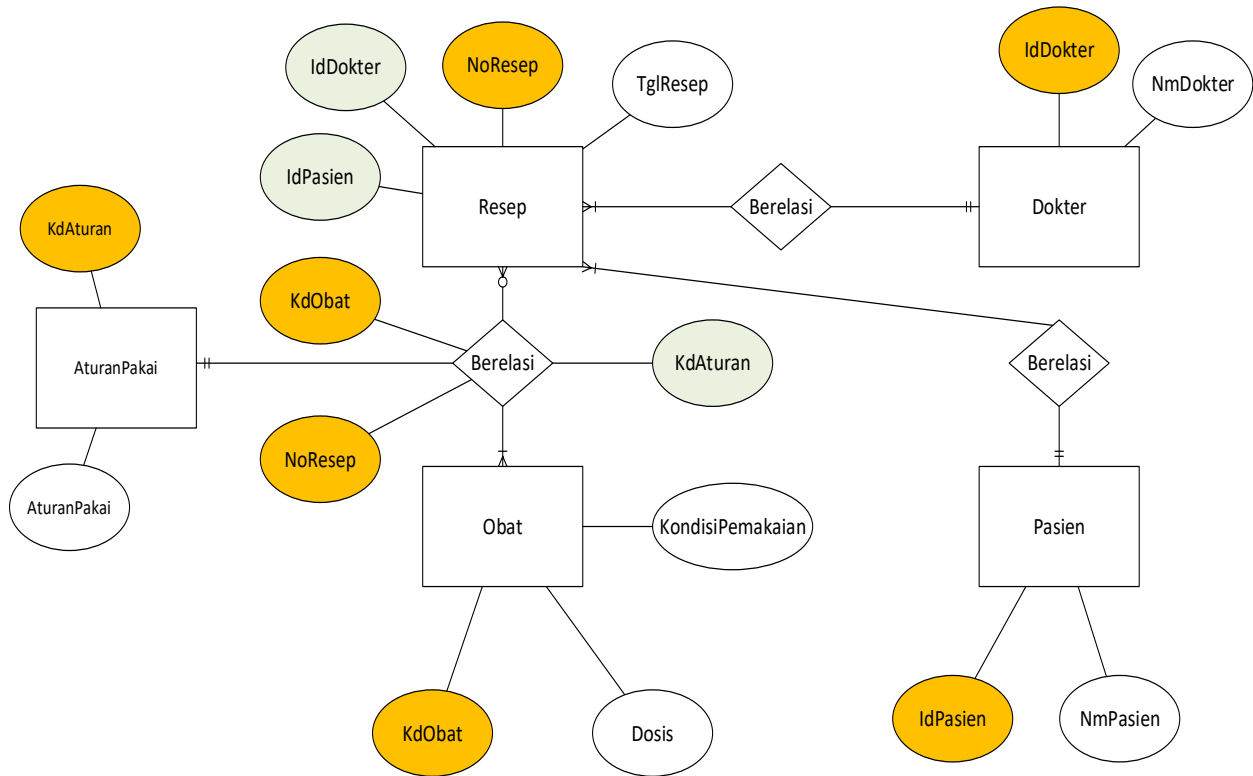 IdDokter
NoResep
TglResep
IdDokter
NmDokter
IdPasien
Resep
Berelasi
Dokter
KdAturan
KdObat
AturanPakai
Berelasi
KdAturan
Berelasi
NoResep
AturanPakai
Obat
KondisiPemakaian
Pasien
KdObat
Dosis
IdPasien
NmPasien